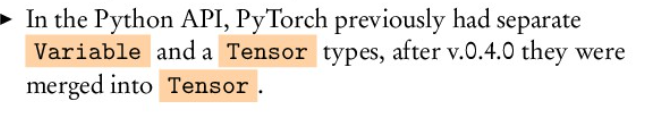 ▶ In the Python API, PyTorch previously had separate
Variable and a Tensor types, after v.0.4.0 they were
merged into Tensor.